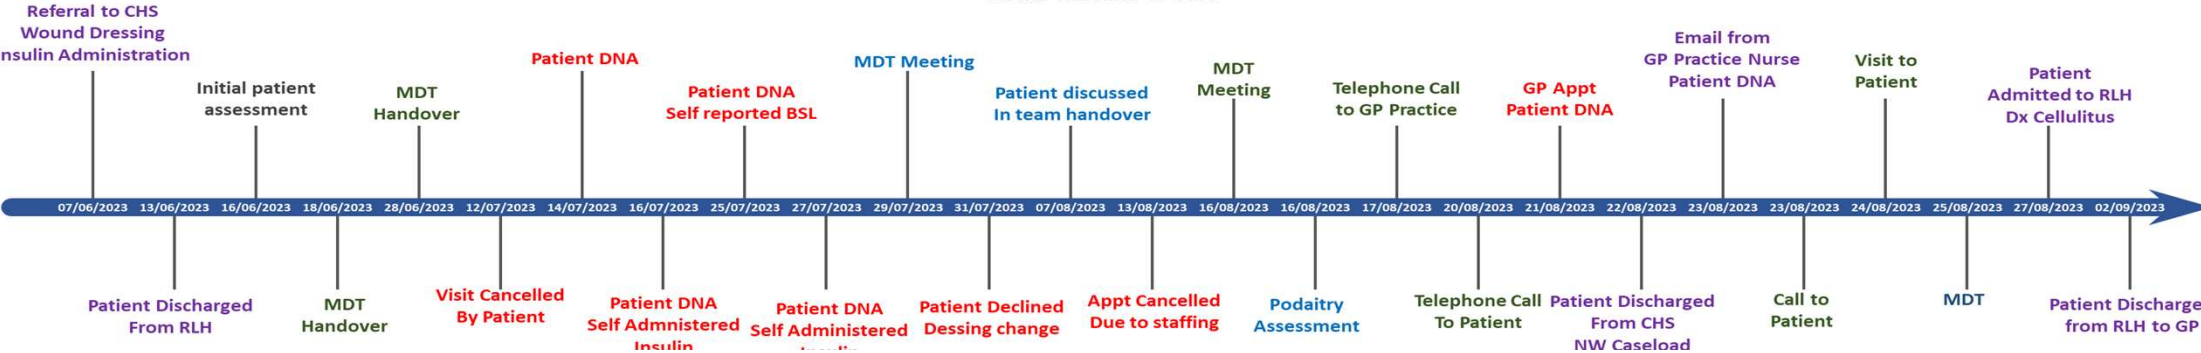 Referral to CHS
Wound Dressing
nsulin Administration
Initial patient
assessment
MDT
Handover
Patient DNA
Patient DNA
Self reported BSL
MDT Meeting
Patient discussed
In team handover
MDT
Meeting
Telephone Call
to GP Practice
GP Appt
Patient DNA
Email from
GP Practice Nurse
Patient DNA
Visit to
Patient
Patient
Admitted to RLH
Dx Cellulitus
07/06/2023 13/06/2023 16/06/2023 18/06/2023 28/06/2023 12/07/2023 14/07/2023 16/07/2023 25/07/2023 27/07/2023 29/07/2023 31/07/2023 07/08/2023 13/08/2023 16/08/2023 16/08/2023 17/08/2023 20/08/2023 21/08/2023 22/08/2023 23/08/2023 23/08/2023 24/08/2023 25/08/2023 27/08/2023 02/09/2023
Patient Discharged
From RLH
MDT
Handover
Visit Cancelled
By Patient
Patient DNA
Self Admnistered
Insulin
Patient DNA
Self Administered
Patient Declined
Dessing change
Appt Cancelled
Due to staffing
Podaitry
Assessment
Telephone Call
To Patient
Patient Discharged
From CHS
NW Caseload
Call to
Patient
MDT
Patient Discharge
from RLH to GP